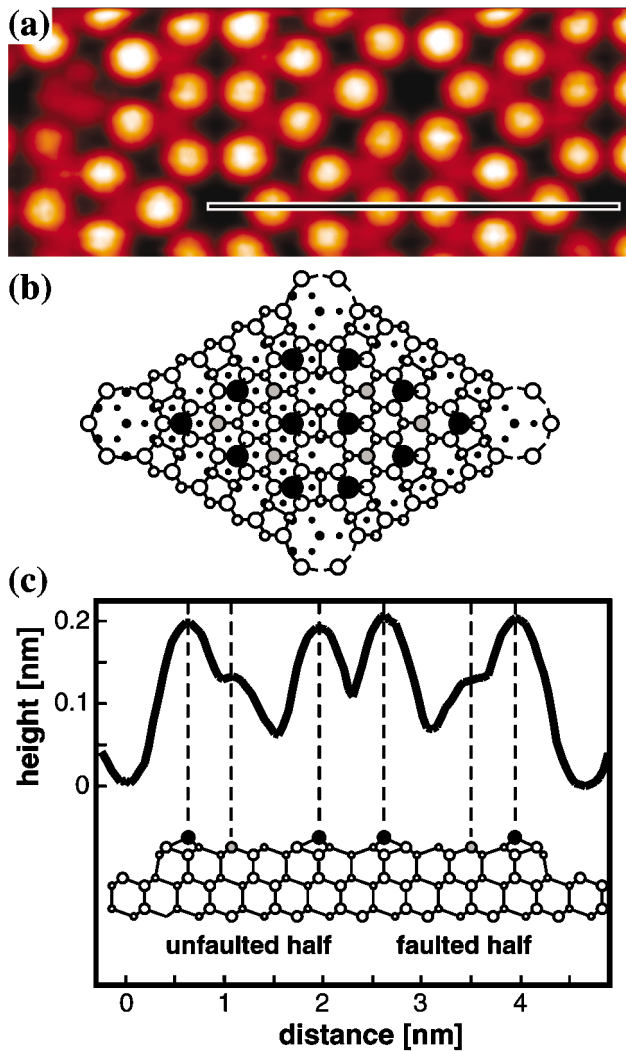 (a)
(b)
(c)
0.2
0.1
0
height [nm]
unfaulted half faulted half
0 1 2 3 4
distance [nm]